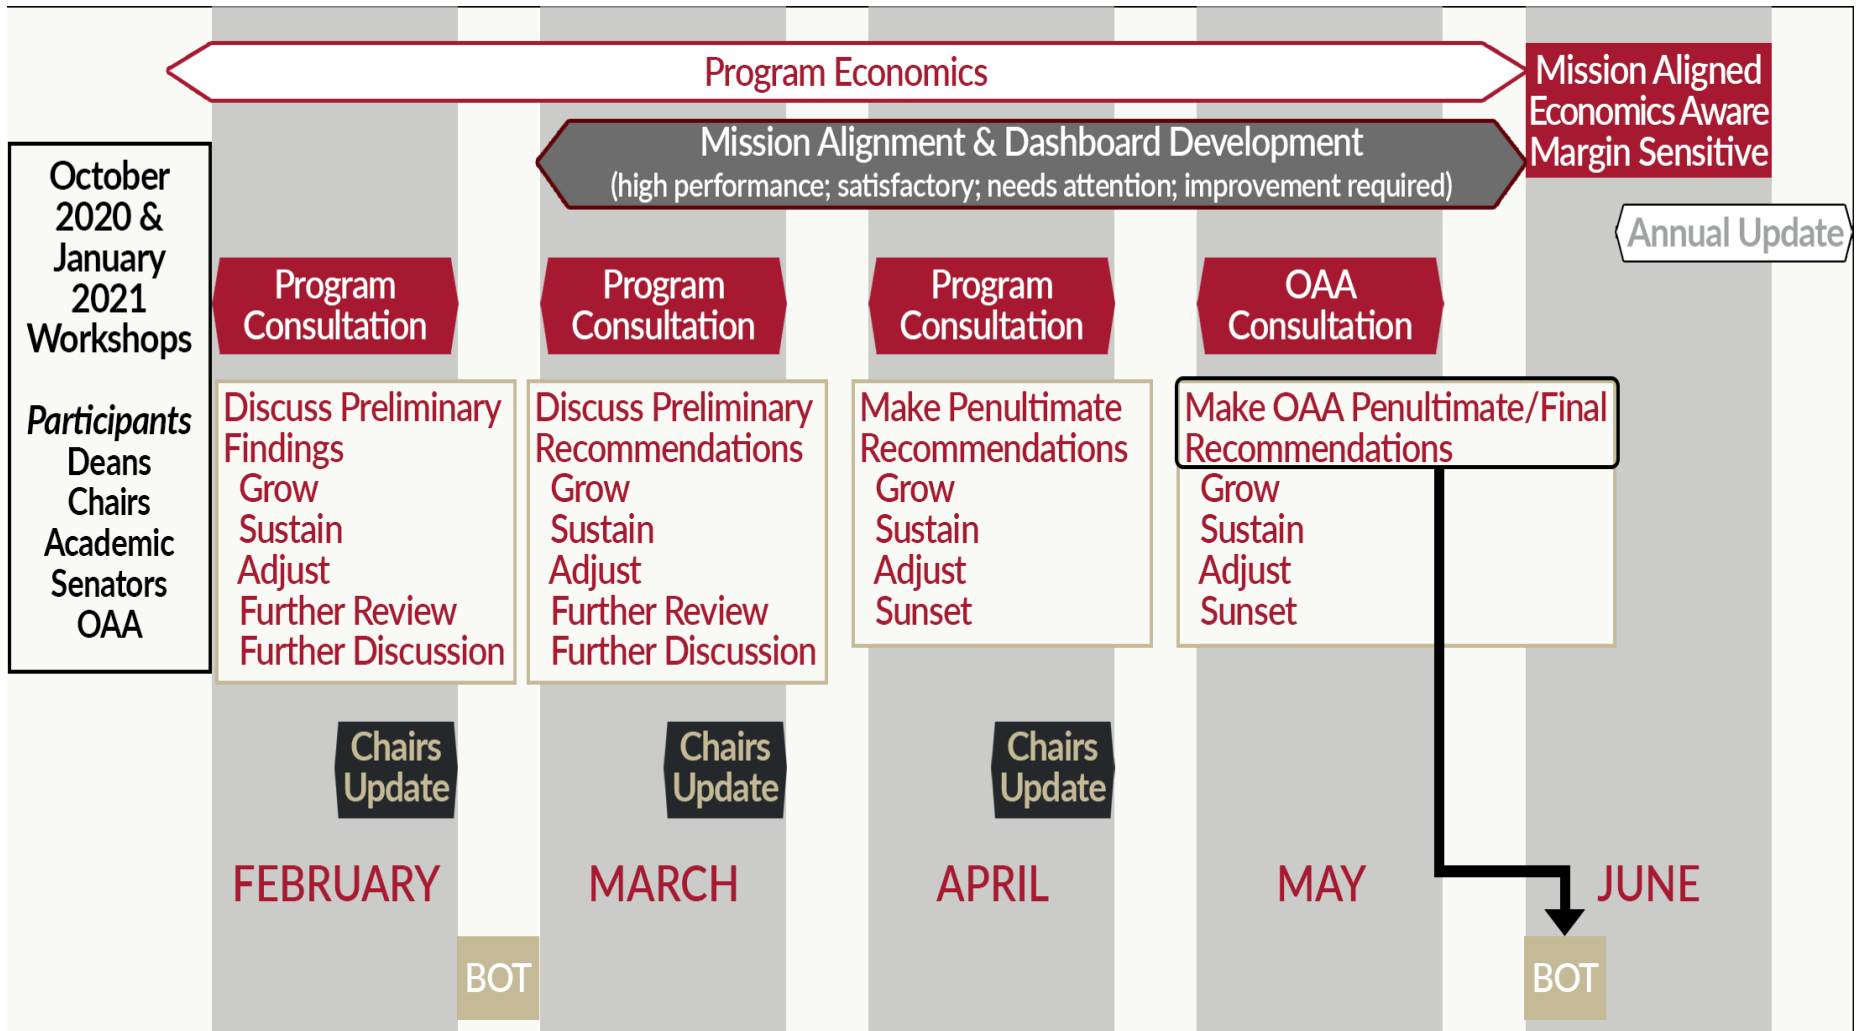 Program Economics
Mission Aligned
Economics Aware
Margin Sensitive
Mission Alignment & Dashboard Development
(high performance; satisfactory; needs attention; improvement required)
Annual Update
October
2020 &
January
2021
Workshops
Participants
Deans
Chairs
Academic
Senators
OAA
Program
Consultation
Program
Consultation
Program
Consultation
OAA
Consultation
Discuss Preliminary
Findings
Grow
Sustain
Adjust
Further Review
Further Discussion
Discuss Preliminary
Recommendations
Grow
Sustain
Adjust
Further Review
Further Discussion
Make Penultimate
Recommendations
Grow
Sustain
Adjust
Sunset
Make OAA Penultimate/Final
Recommendations
Grow
Sustain
Adjust
Sunset
Chairs
Update
Chairs
Update
Chairs
Update
FEBRUARY
MARCH
APRIL
MAY
JUNE
BOT
BOT